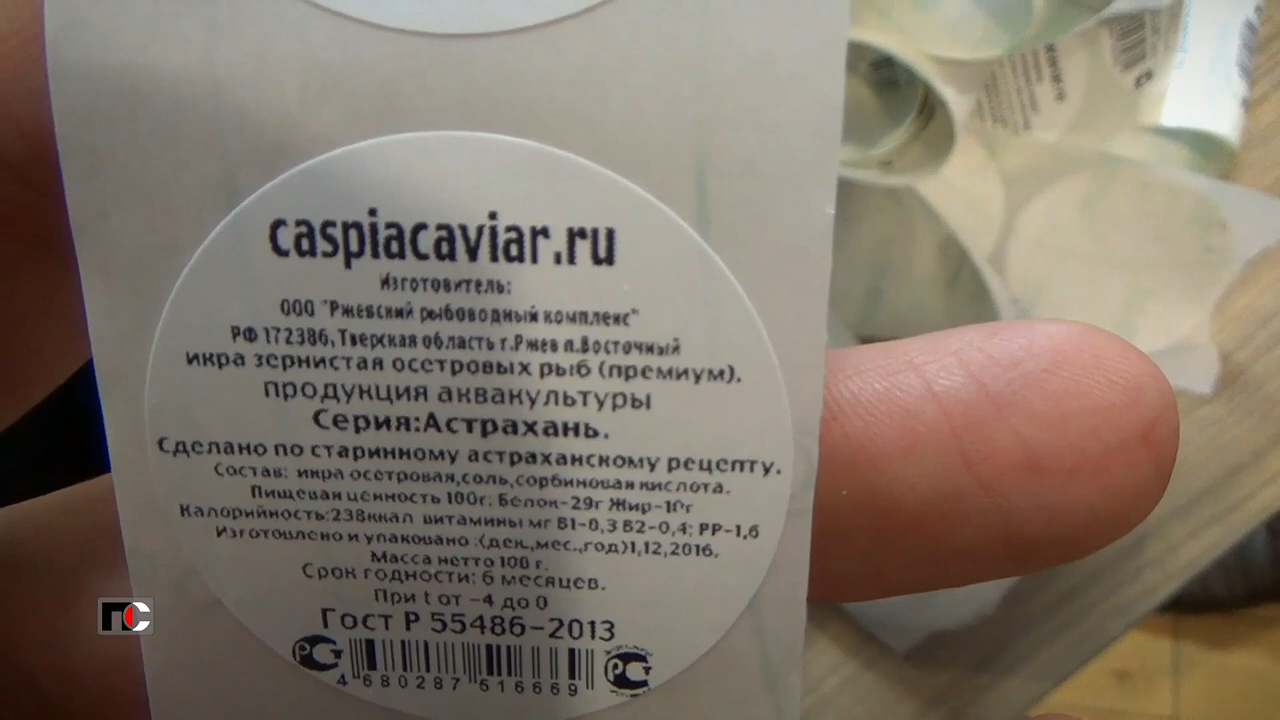 caspiacaviar.ru
Изготовитель:
ООО "Ржевский рыбоводный комплекс"
РФ 172386, Тверская область г.Ржев п.Восточный
икра зернистая осетровых рыб (премиум).
продукция аквакультуры
Серия:Астрахань.
Сделано по старинному астраханскому рецепту.
Состав: икра осетровая,соль,сорбиновая кислота.
Пищевая ценность 100г: Белок-29г Жир-10г
Калорийность:238ккал витамины мг В1-0,3 В2-0,4; РР-1,6
Изготовлено и упаковано :(ден.,мес.,год)1,12,2016.
Масса нетто 100 г.
Срок годности: 6 месяцев.
При t от -4 до 0
Гост Р 55486-2013
РСТ РСТ
4 680287 516669
ПС